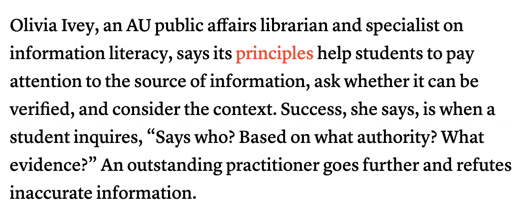 Olivia Ivey, an AU public affairs librarian and specialist on
information literacy, says its principles help students to pay
attention to the source of information, ask whether it can be
verified, and consider the context. Success, she says, is when a
student inquires, “Says who? Based on what authority? What
evidence?” An outstanding practitioner goes further and refutes
inaccurate information.